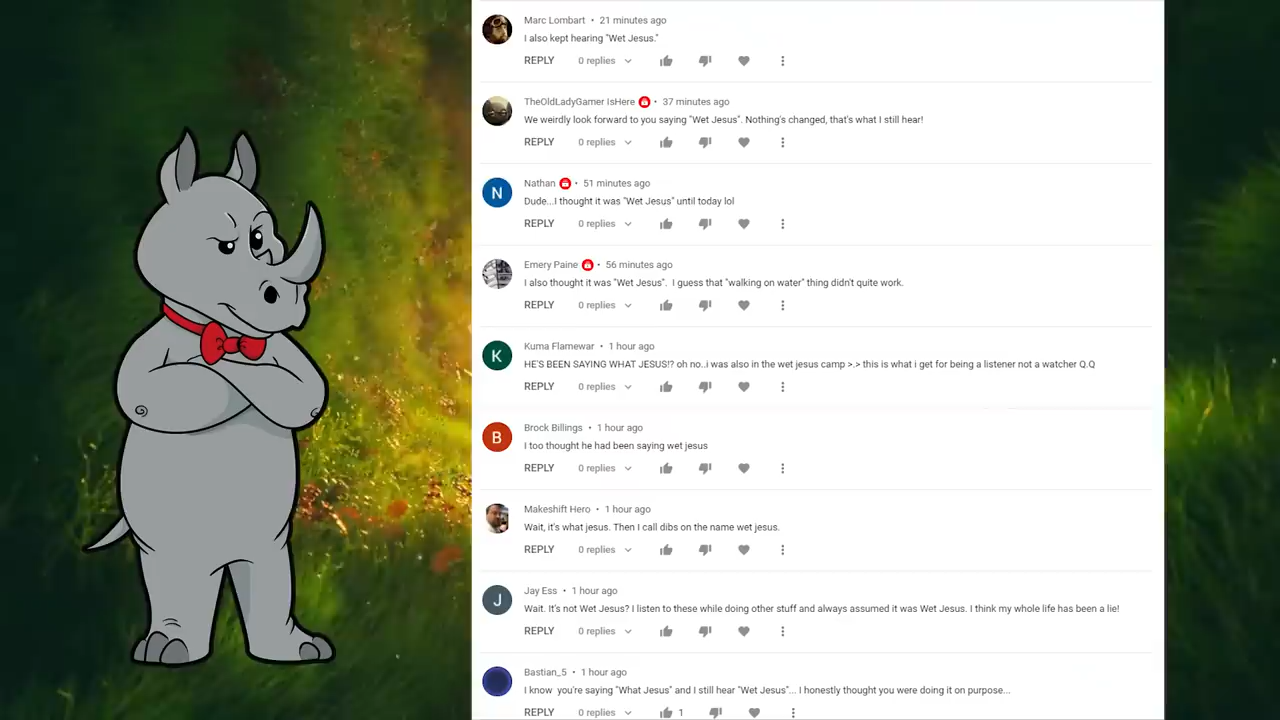 Marc Lombart • 21 minutes ago
I also kept hearing "Wet Jesus."
REPLY 0 replies
TheOldLadyGamer IsHere • 37 minutes ago
We weirdly look forward to you saying "Wet Jesus". Nothing's changed, that's what I still hear!
REPLY 0 replies
N Nathan • 51 minutes ago
Dude...I thought it was "Wet Jesus" until today lol
REPLY 0 replies
Emery Paine • 56 minutes ago
I also thought it was "Wet Jesus".  I guess that "walking on water" thing didn't quite work.
REPLY 0 replies
K Kuma Flamewar • 1 hour ago
HE'S BEEN SAYING WHAT JESUS!? oh no..i was also in the wet jesus camp >.> this is what i get for being a listener not a watcher Q.Q
REPLY 0 replies
B Brock Billings • 1 hour ago
I too thought he had been saying wet jesus
REPLY 0 replies
Makeshift Hero • 1 hour ago
Wait, it's what jesus. Then I call dibs on the name wet jesus.
REPLY 0 replies
J Jay Ess • 1 hour ago
Wait. It's not Wet Jesus? I listen to these while doing other stuff and always assumed it was Wet Jesus. I think my whole life has been a lie!
REPLY 0 replies
Bastian_5 • 1 hour ago
I know  you're saying "What Jesus" and I still hear "Wet Jesus"... I honestly thought you were doing it on purpose...
REPLY 0 replies 1